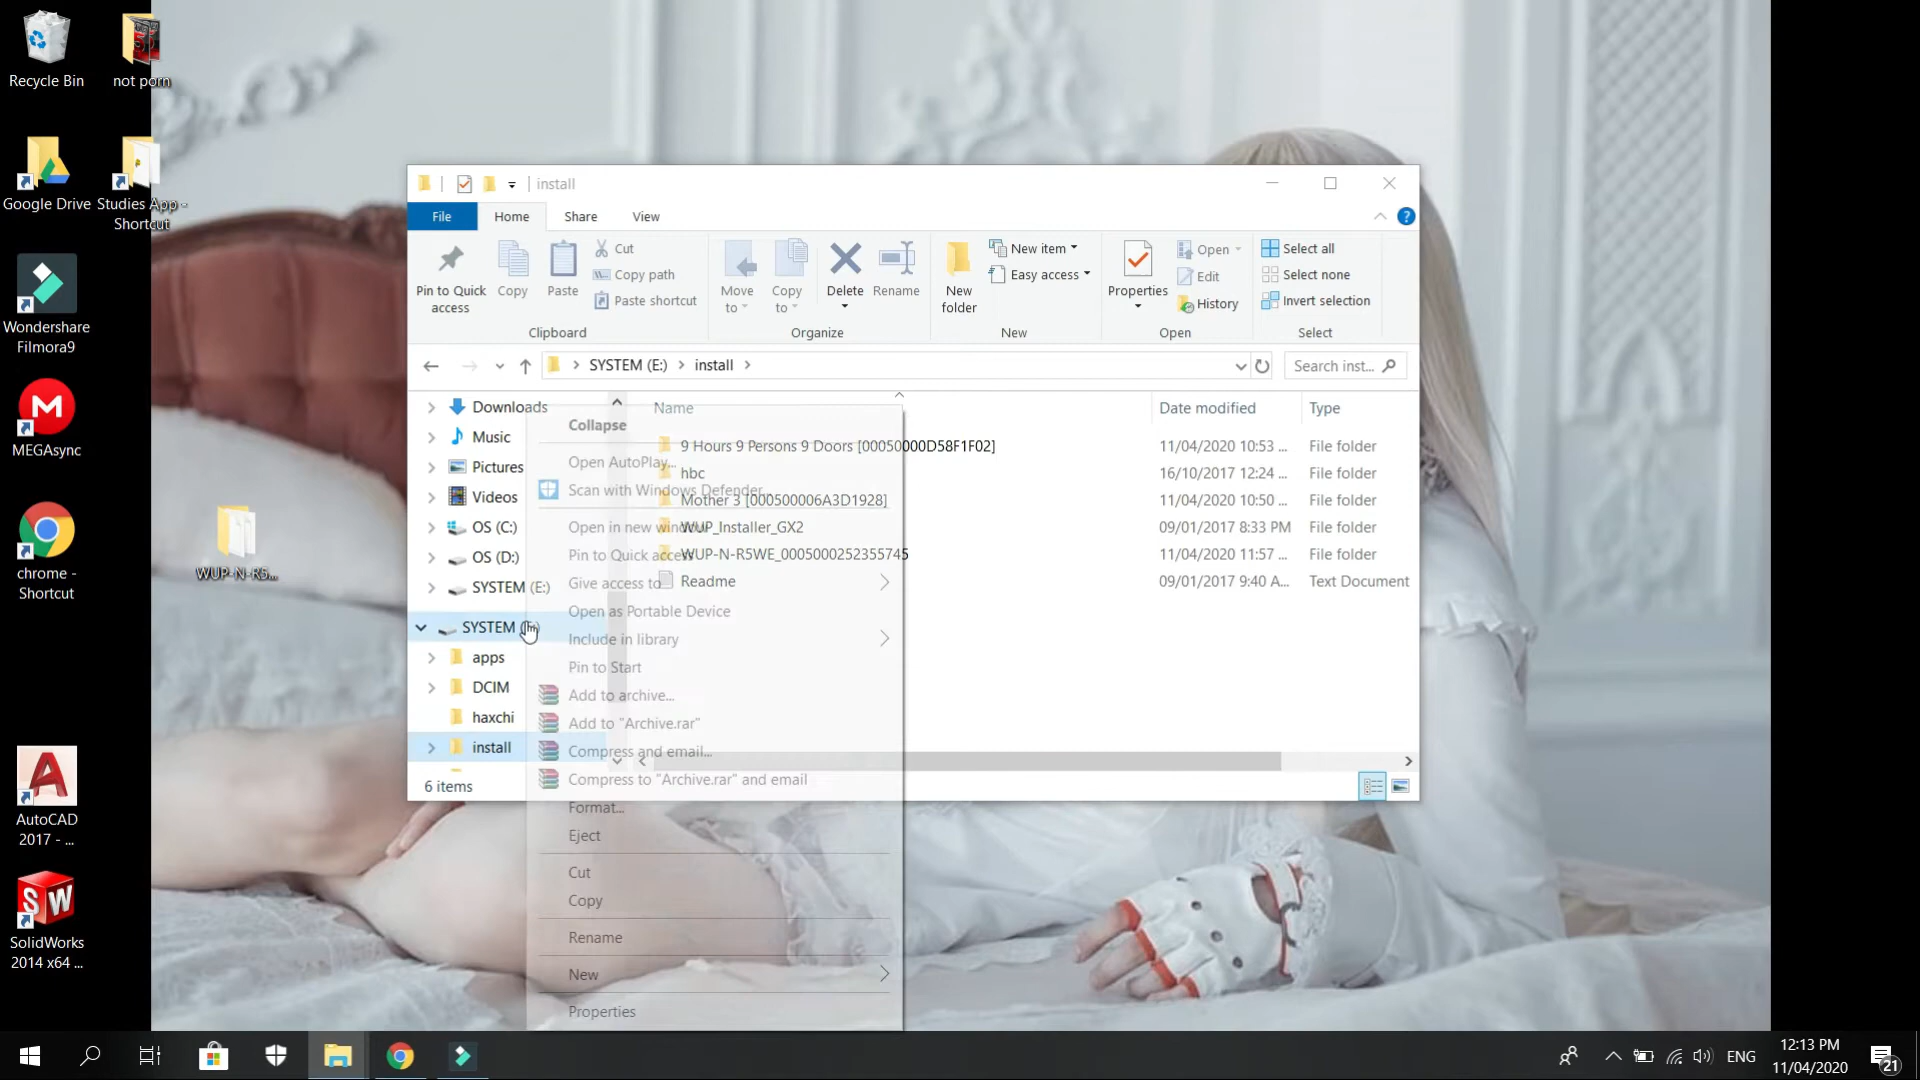 Recycle Bin
not porn
Google Drive
Studies App -
Shortcut
Wondershare
Filmora9
MEGAsync
chrome -
Shortcut
AutoCAD
2017 - ...
SolidWorks
2014 x64 ...
WUP-N-R5...
install
File
Home
Share
View
Pin to Quick
access
Copy
Paste
Cut
Copy path
Paste shortcut
Clipboard
Move
to
Copy
to
Delete
Rename
Organize
New
folder
New item
Easy access
New
Properties
Open
Edit
History
Open
Select all
Select none
Invert selection
Select
SYSTEM (E:)
install
Search inst...
Downloads
Music
Pictures
Videos
OS (C:)
OS (D:)
SYSTEM (E:)
SYSTEM
apps
DCIM
haxchi
install
6 items
Name
Date modified
Type
9 Hours 9 Persons 9 Doors [00050000D58F1F02]
11/04/2020 10:53 ...
File folder
hbc
16/10/2017 12:24 ...
File folder
Mother 3 [000500006A3D1928]
11/04/2020 10:50 ...
File folder
WUP_Installer_GX2
09/01/2017 8:33 PM
File folder
WUP-N-R5WE_0005000252355745
11/04/2020 11:57 ...
File folder
Readme
09/01/2017 9:40 A...
Text Document
Collapse
Open AutoPlay...
Scan with Windows Defender...
Open in new window
Pin to Quick access
Give access to
Open as Portable Device
Include in library
Pin to Start
Add to archive...
Add to "Archive.rar"
Compress and email...
Compress to "Archive.rar" and email
Format...
Eject
Cut
Copy
Rename
New
Properties
ENG
12:13 PM
11/04/2020
21